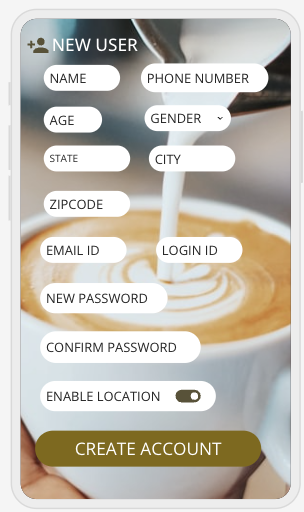 NEW USER
NAME PHONE NUMBER
AGE GENDER
STATE CITY
ZIPCODE
EMAIL ID LOGIN ID
NEW PASSWORD
CONFIRM PASSWORD
ENABLE LOCATION
CREATE ACCOUNT